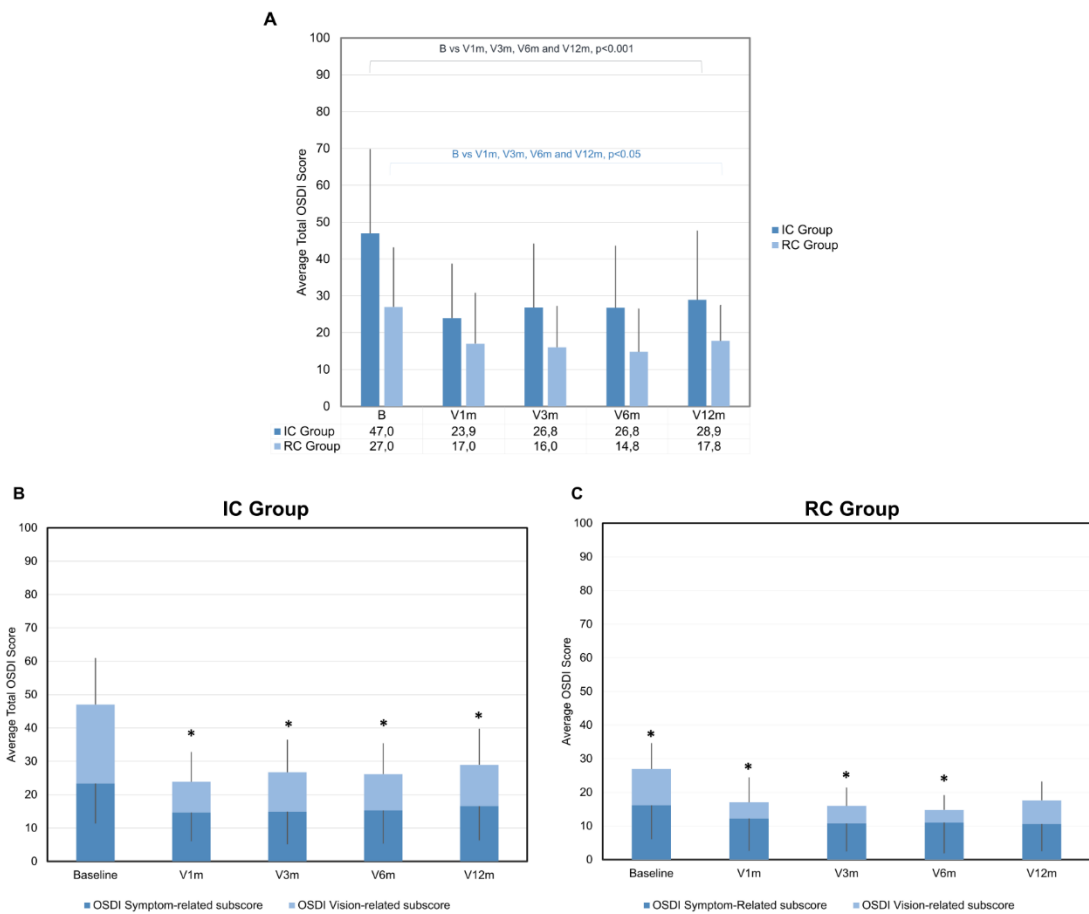 A
100
B vs V1m, V3m, V6m and V12m, p<0.001
90
80
70
B vs V1m, V3m, V6m and V12m, p<0.05
60
50
40
30
20
10
0
Average Total OSDI Score
IC Group
RC Group
B V1m V3m V6m V12m
IC Group 47,0 23,9 26,8 26,8 28,9
RC Group 27,0 17,0 16,0 14,8 17,8
B
IC Group
100
90
80
70
60
50
40
30
20
10
0
Average Total OSDI Score
* * * *
Baseline V1m V3m V6m V12m
OSDI Symptom-related subscore OSDI Vision-related subscore
C
RC Group
100
90
80
70
60
50
40
30
20
10
0
Average OSDI Score
* * * *
Baseline V1m V3m V6m V12m
OSDI Symptom-Related subscore OSDI Vision-related subscore